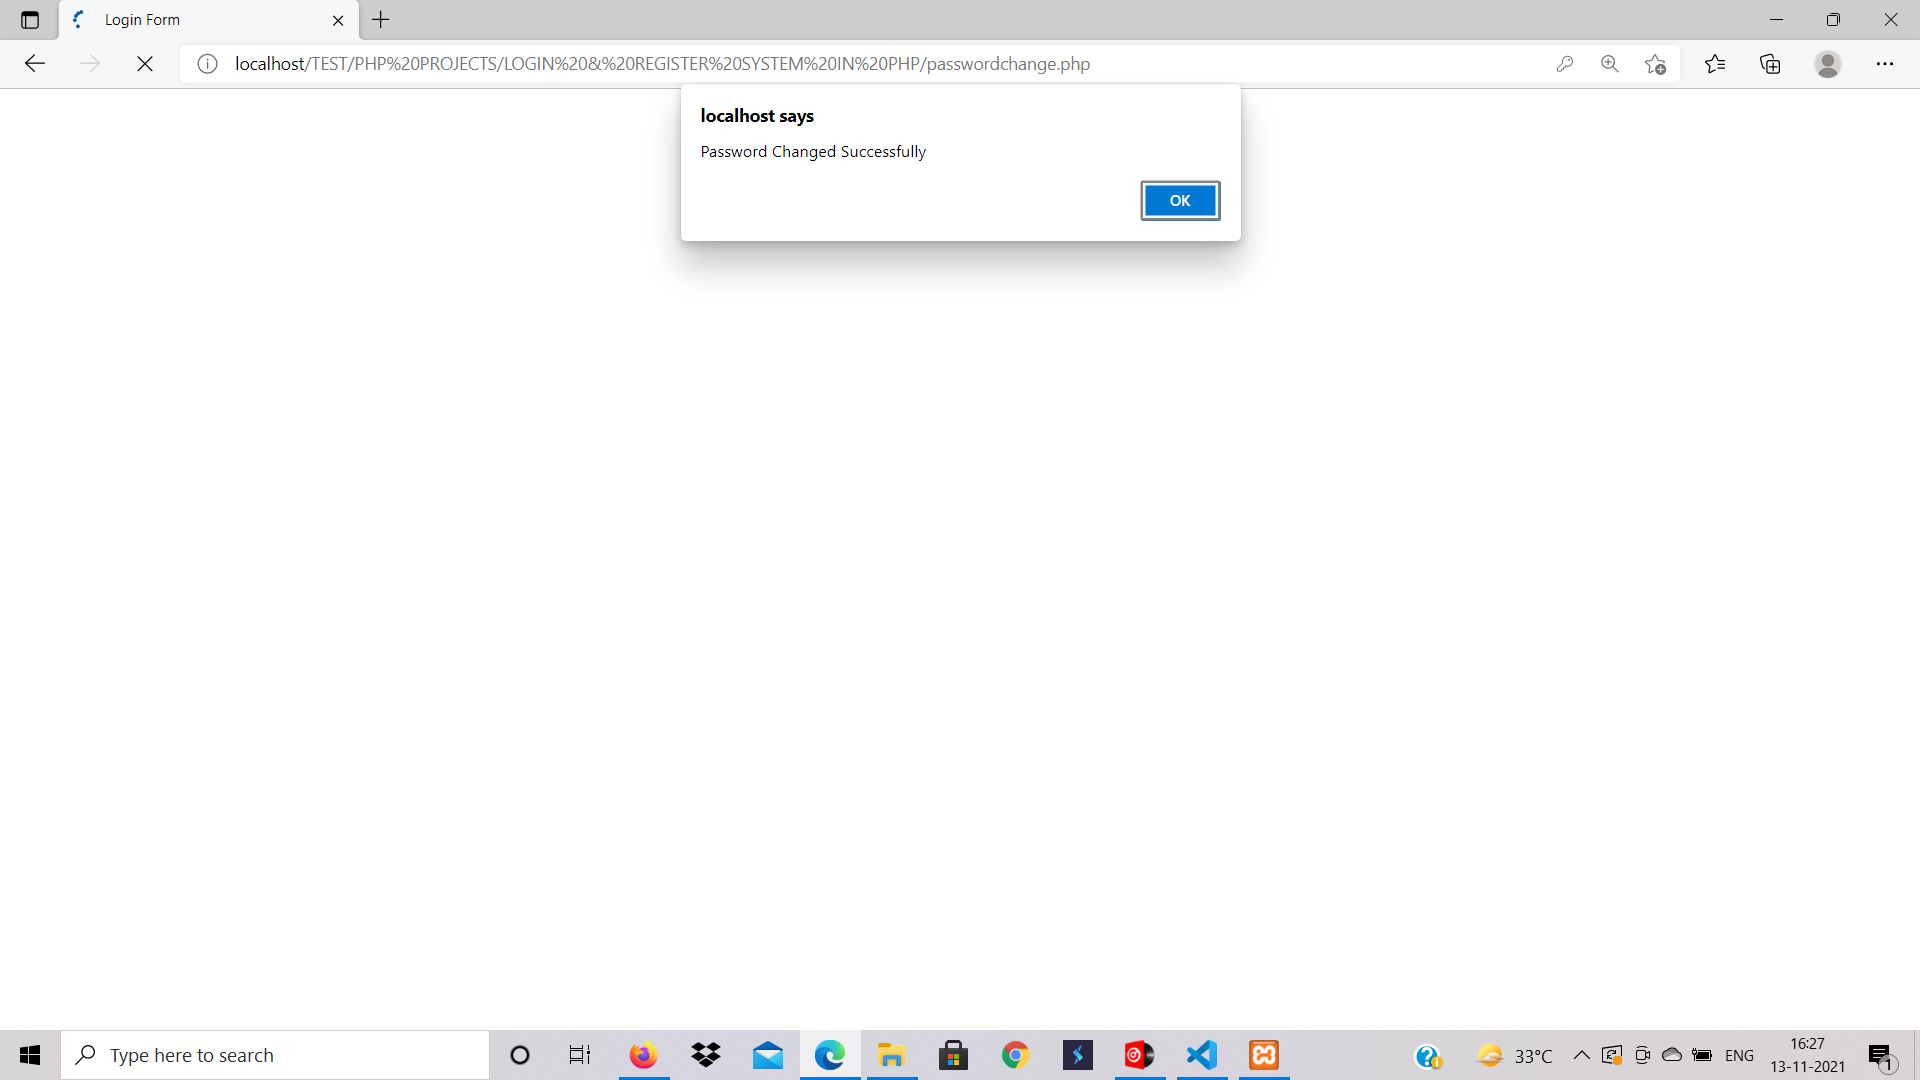 Login Form
localhost/TEST/PHP%20PROJECTS/LOGIN%20&%20REGISTER%20SYSTEM%20IN%20PHP/passwordchange.php
localhost says
Password Changed Successfully
OK
Type here to search
33°C
ENG
16:27
13-11-2021
1